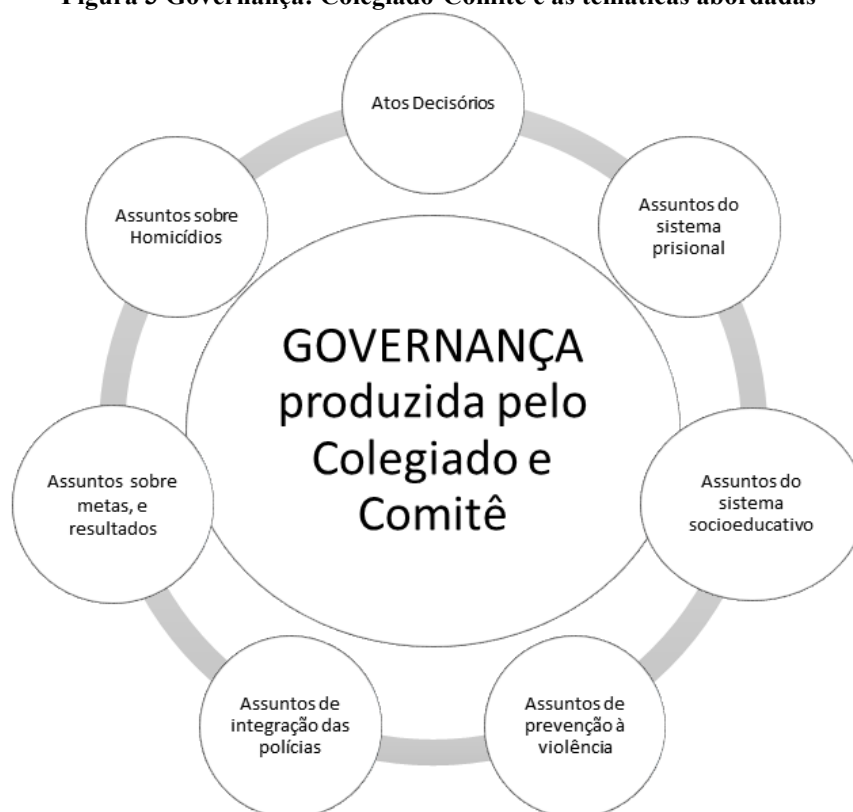 Figura 3 Governança: Colegiado-Comitê e as temáticas abordadas
Atos Decisórios
Assuntos do
sistema
prisional
Assuntos do
sistema
socioeducativo
Assuntos de
prevenção à
violência
Assuntos de
integração das
polícias
Assuntos sobre
metas, e
resultados
Assuntos sobre
Homicídios
GOVERNANÇA
produzida pelo
Colegiado e
Comitê